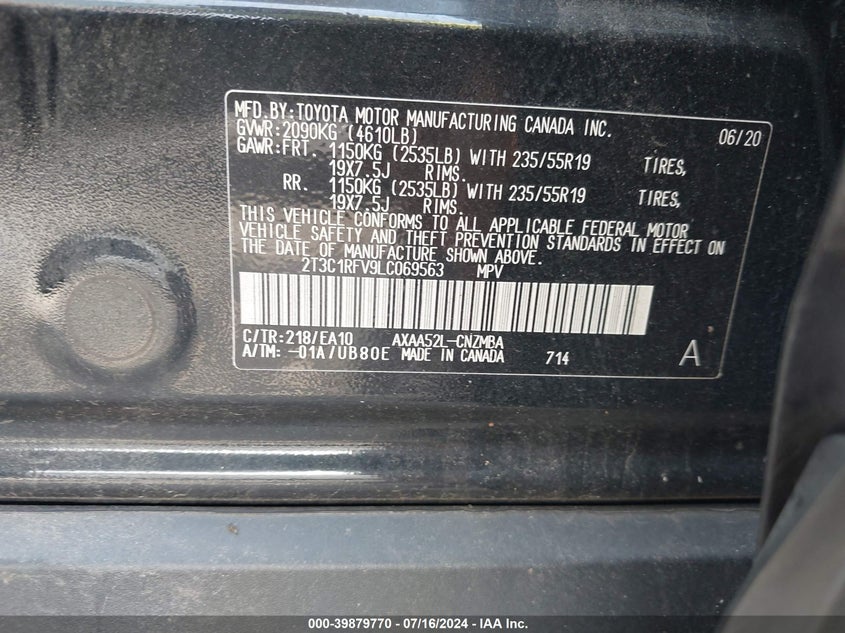 MFD.BY:TOYOTA MOTOR MANUFACTURING CANADA INC. 06/20
GVWR:2090KG (4610LB)
GAWR:FRT. 1150KG (2535LB) WITH 235/55R19 TIRES,
19X7.5J RIMS.
RR. 1150KG (2535LB) WITH 235/55R19 TIRES,
19X7.5J RIMS.
THIS VEHICLE CONFORMS TO ALL APPLICABLE FEDERAL MOTOR
VEHICLE SAFETY AND THEFT PREVENTION STANDARDS IN EFFECT ON
THE DATE OF MANUFACTURE SHOWN ABOVE.
2T3C1RFV9LC069563 MPV
C/TR:218/EA10 AXAA52L-CNZMBA
A/TM:-01A/UB80E MADE IN CANADA 714 A
000-39879770 - 07/16/2024 - IAA Inc.